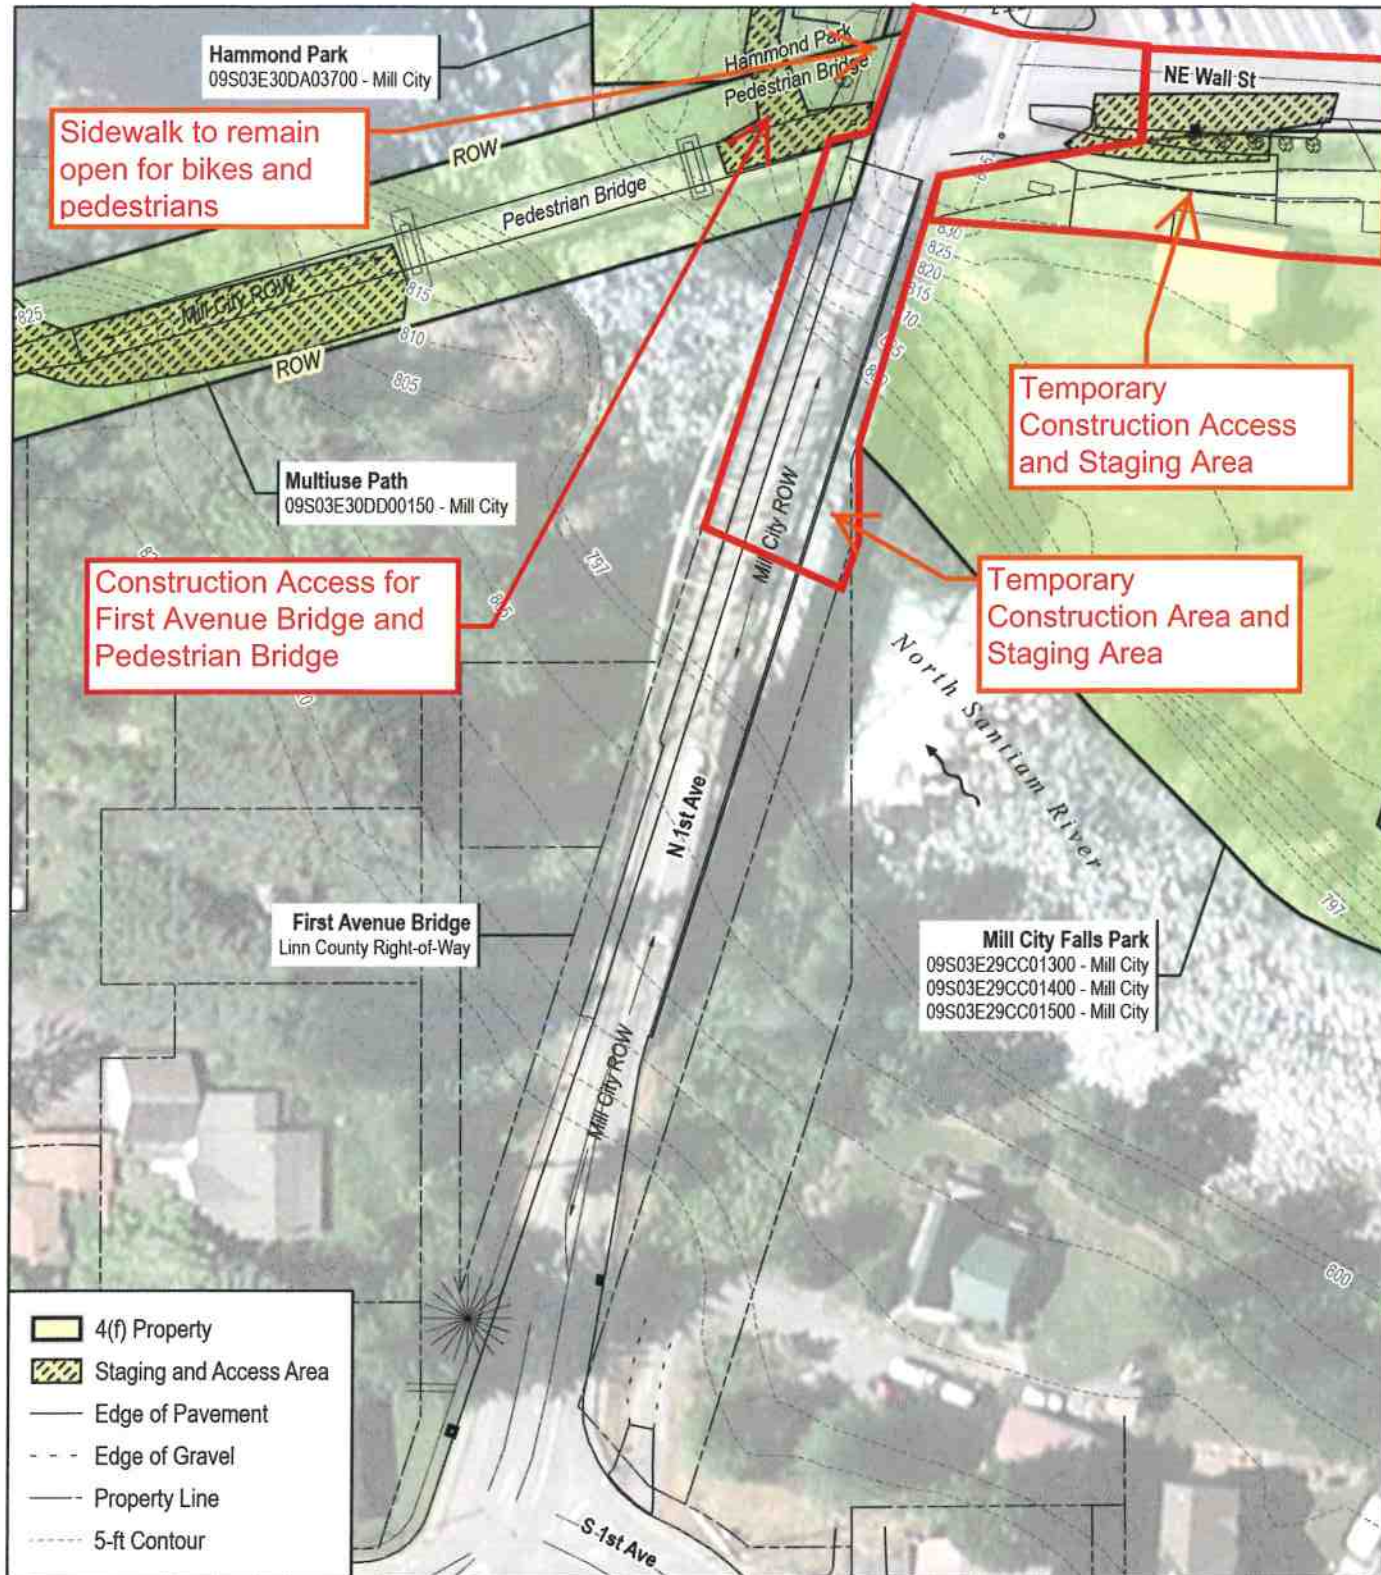 Hammond Park
09S03E30DA03700 - Mill City
Hammond Park
Pedestrian Bridge
NE Wall St
Sidewalk to remain
open for bikes and
pedestrians
ROW
Pedestrian Bridge
Mill City ROW
ROW
825
815
810
805
830
825
820
815
10
Temporary
Construction Access
and Staging Area
Multiuse Path
09S03E30DD00150 - Mill City
Mill City ROW
797
Construction Access for
First Avenue Bridge and
Pedestrian Bridge
Temporary
Construction Area and
Staging Area
North Santiam River
N 1st Ave
First Avenue Bridge
Linn County Right-of-Way
797
Mill City Falls Park
09S03E29CC01300 - Mill City
09S03E29CC01400 - Mill City
09S03E29CC01500 - Mill City
Mill City ROW
800
4(f) Property
Staging and Access Area
Edge of Pavement
Edge of Gravel
Property Line
5-ft Contour
S 1st Ave